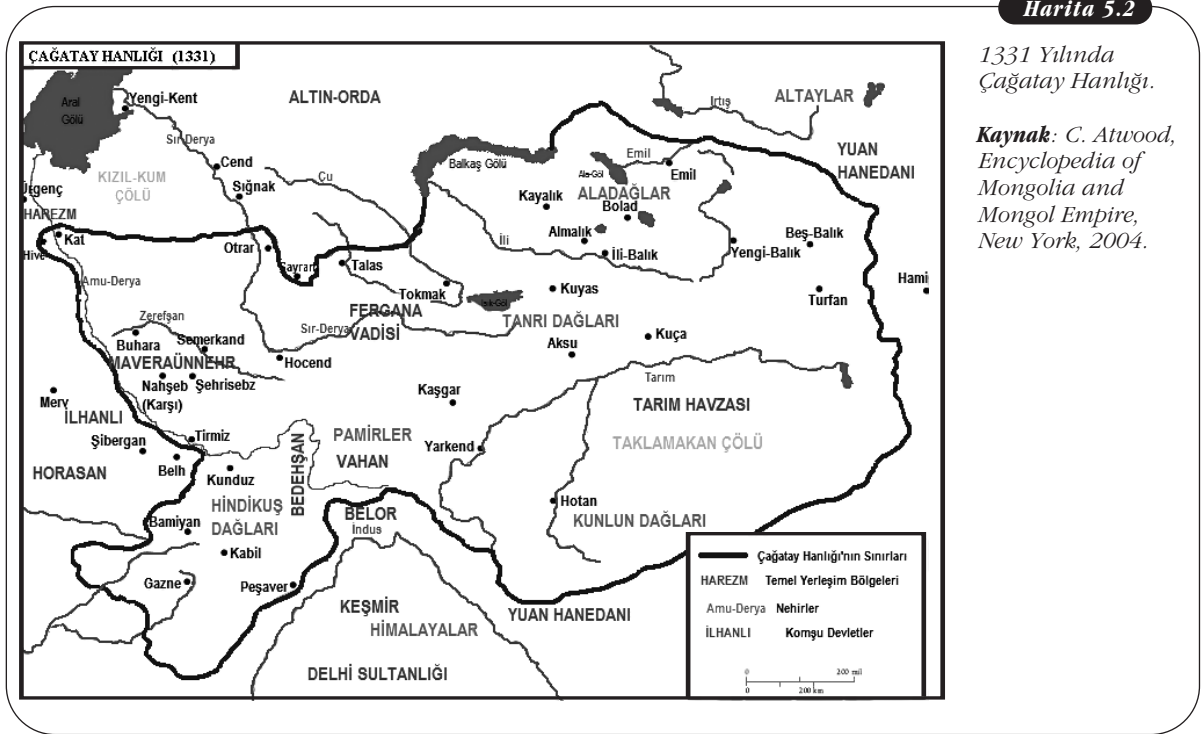 Harita 5.2
1331 Yılında
Çağatay Hanlığı.
Kaynak: C. Atwood,
Encyclopedia of
Mongolia and
Mongol Empire,
New York, 2004.
ÇAĞATAY HANLIĞI (1331)
Aral
Gölü
Yengi-Kent
ALTIN-ORDA
Irtış
ALTAYLAR
Sır-Derya
Cend
Balkaş Gölü
Emil
Emil
YUAN
HANEDANI
KIZIL-KUM
ÇÖLÜ
Sığnak
Çu
Ala-Göl
Kayalık
ALADAĞLAR
Bolad
Ürgenç
HAREZM
Kat
Hive
Otrar
Sayram
Talas
İli
Almalık
İli-Balık
Yengi-Balık
Beş-Balık
Hami
Amu-Derya
Tokmak
Isık-Göl
Kuyas
Turfan
Zerefşan
FERGANA
VADİSİ
Sır-Derya
TANRI DAĞLARI
Buhara
Semerkand
MAVERAÜNNEHR
Hocend
Aksu
Kuça
Nahşeb
(Karşı)
Şehrisebz
Merv
İLHANLI
Kaşgar
Tarım
TARIM HAVZASI
Şibergan
Tirmiz
PAMİRLER
VAHAN
Yarkend
TAKLAMAKAN ÇÖLÜ
HORASAN
Belh
Kunduz
BEDEHŞAN
HİNDİKUŞ
DAĞLARI
BELOR
Indus
Hotan
KUNLUN DAĞLARI
Bamiyan
Kabil
Gazne
Peşaver
KEŞMİR
HİMALAYALAR
YUAN HANEDANI
DELHİ SULTANLIĞI
Çağatay Hanlığı'nın Sınırları
HAREZM Temel Yerleşim Bölgeleri
Amu-Derya Nehirler
İLHANLI Komşu Devletler
0 200 mil
0 200 km